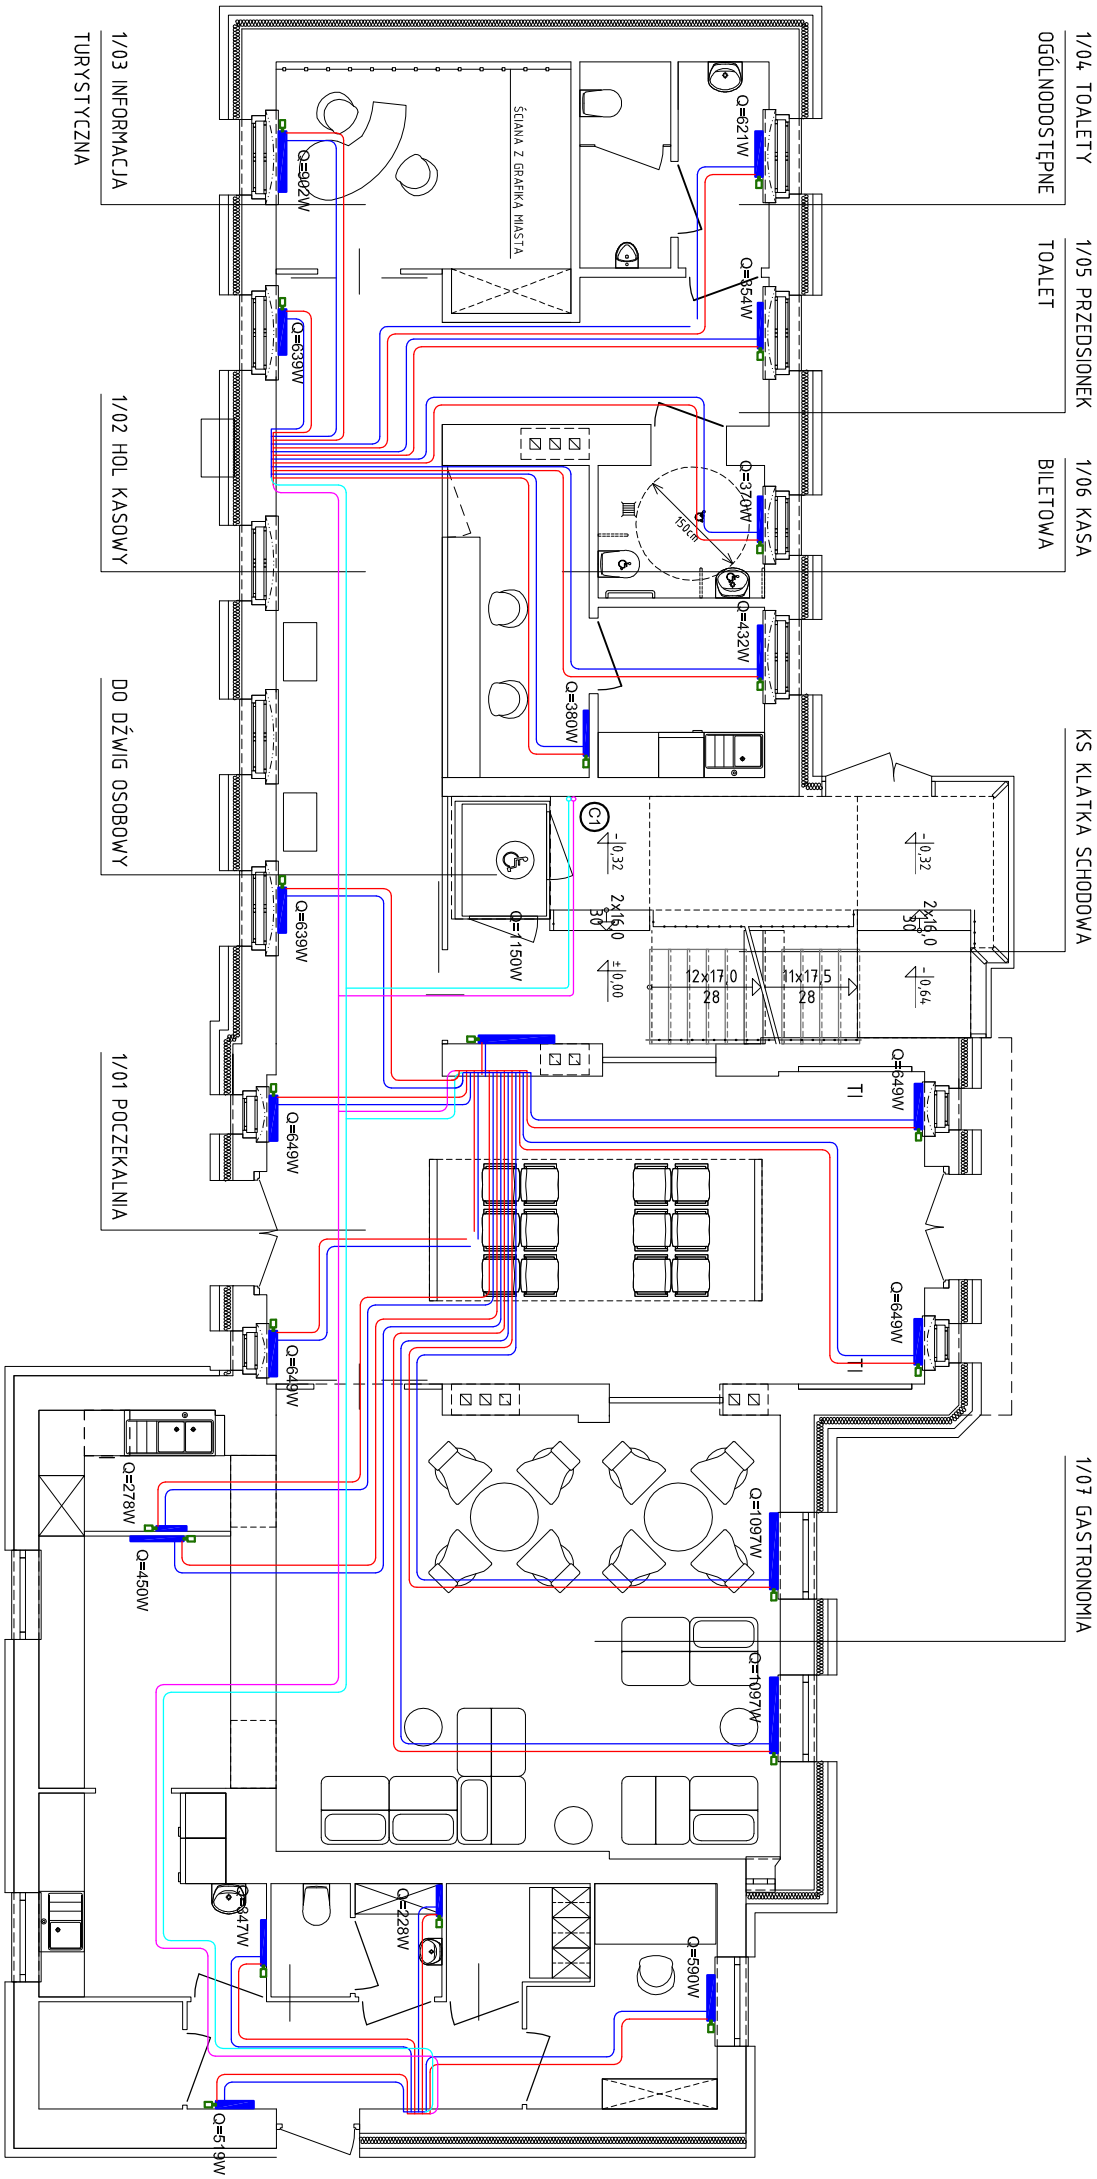 1/04 TOALETY
OGÓLNODOSTĘPNE
1/05 PRZEDSIONEK
TOALET
1/06 KASA
BILETOWA
KS KLATKA SCHODOWA
1/07 GASTRONOMIA
1/03 INFORMACJA
TURYSTYCZNA
1/02 HOL KASOWY
DO DŹWIG OSOBOWY
1/01 POCZEKALNIA
ŚCIANA Z GRAFIKĄ MIASTA
Q=621W
Q=354W
Q=370W
Q=432W
Q=380W
Q=902W
Q=639W
Q=639W
Q=1150W
Q=649W
Q=649W
Q=649W
Q=649W
Q=1097W
Q=1097W
Q=278W
Q=450W
Q=347W
Q=228W
Q=590W
Q=519W
150cm
C1
-0,32
-0,32
2x16,0
30
2x16,0
30
±0,00
-0,64
12x17,0
28
11x17,5
28
TI
TI